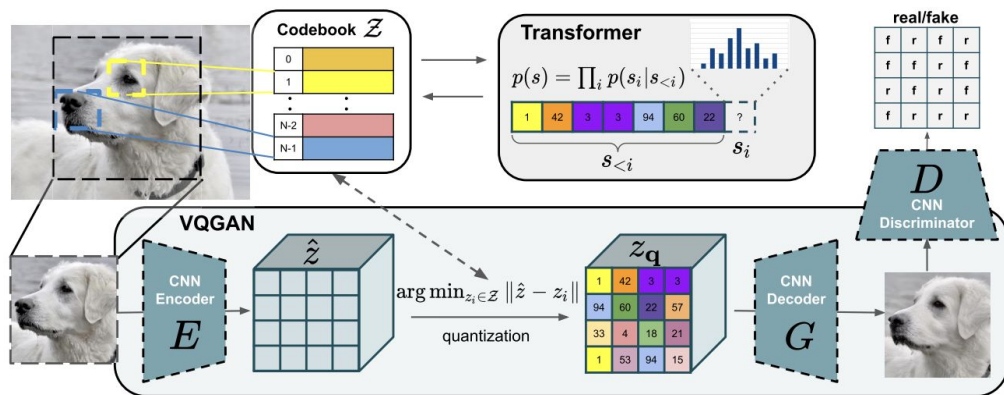 Codebook 𝒵
0
1
N-2
N-1
Transformer
p(s) = ∏ᵢ p(sᵢ|s<ᵢ)
1 42 3 3 94 60 22 ?
s<ᵢ sᵢ
real/fake
f r f r
f f r r
r f r f
f r r r
D
CNN
Discriminator
VQGAN
CNN
Encoder
E
ẑ
arg min_{zᵢ∈𝒵} ‖ẑ − zᵢ‖
quantization
z_q
1 42 3 3
94 60 22 57
33 4 18 21
1 53 94 15
CNN
Decoder
G